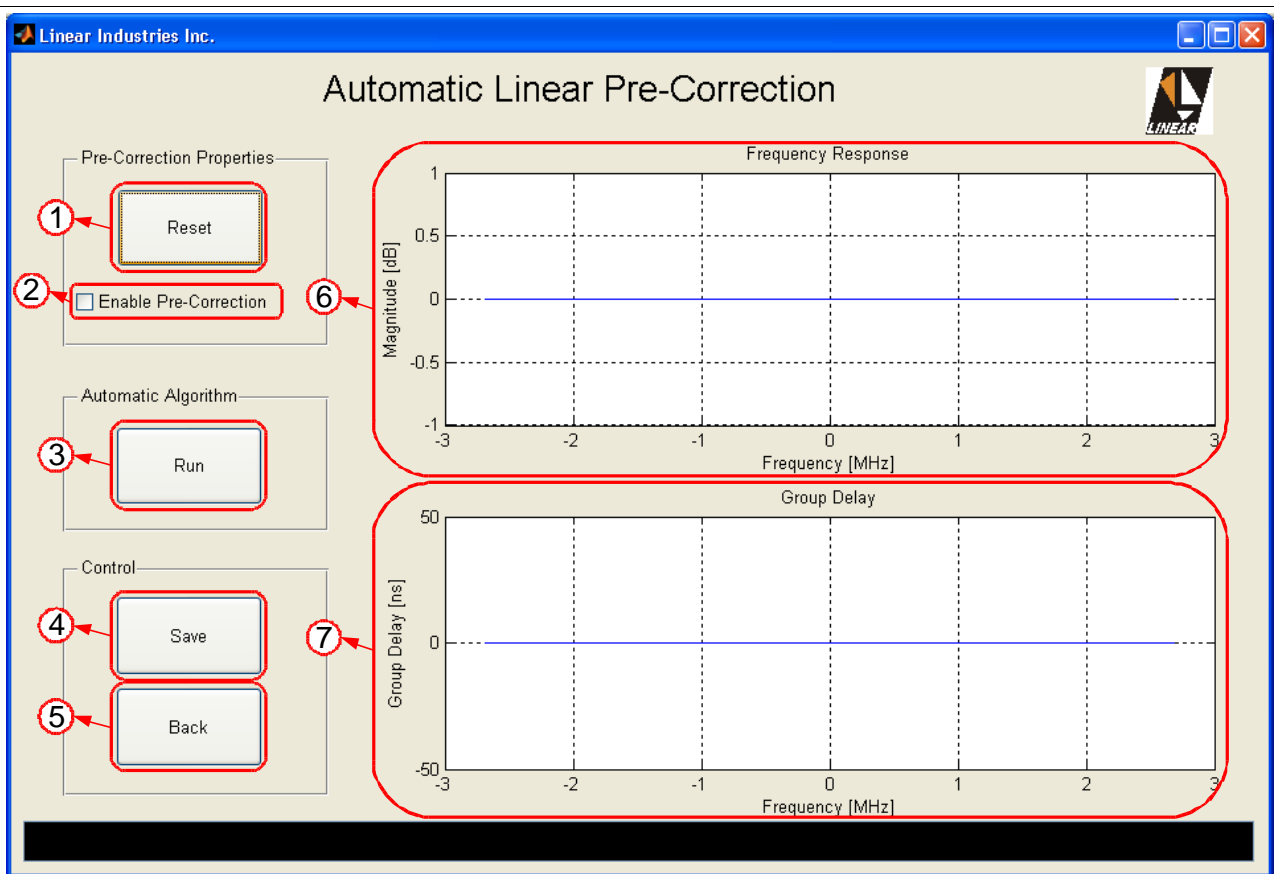 Linear Industries Inc.
Automatic Linear Pre-Correction
LINEAR
Pre-Correction Properties
1
Reset
2
Enable Pre-Correction
Automatic Algorithm
3
Run
Control
4
Save
5
Back
6
Frequency Response
Magnitude [dB]
1
0.5
0
-0.5
-1
-3 -2 -1 0 1 2 3
Frequency [MHz]
7
Group Delay
Group Delay [ns]
50
0
-50
-3 -2 -1 0 1 2 3
Frequency [MHz]